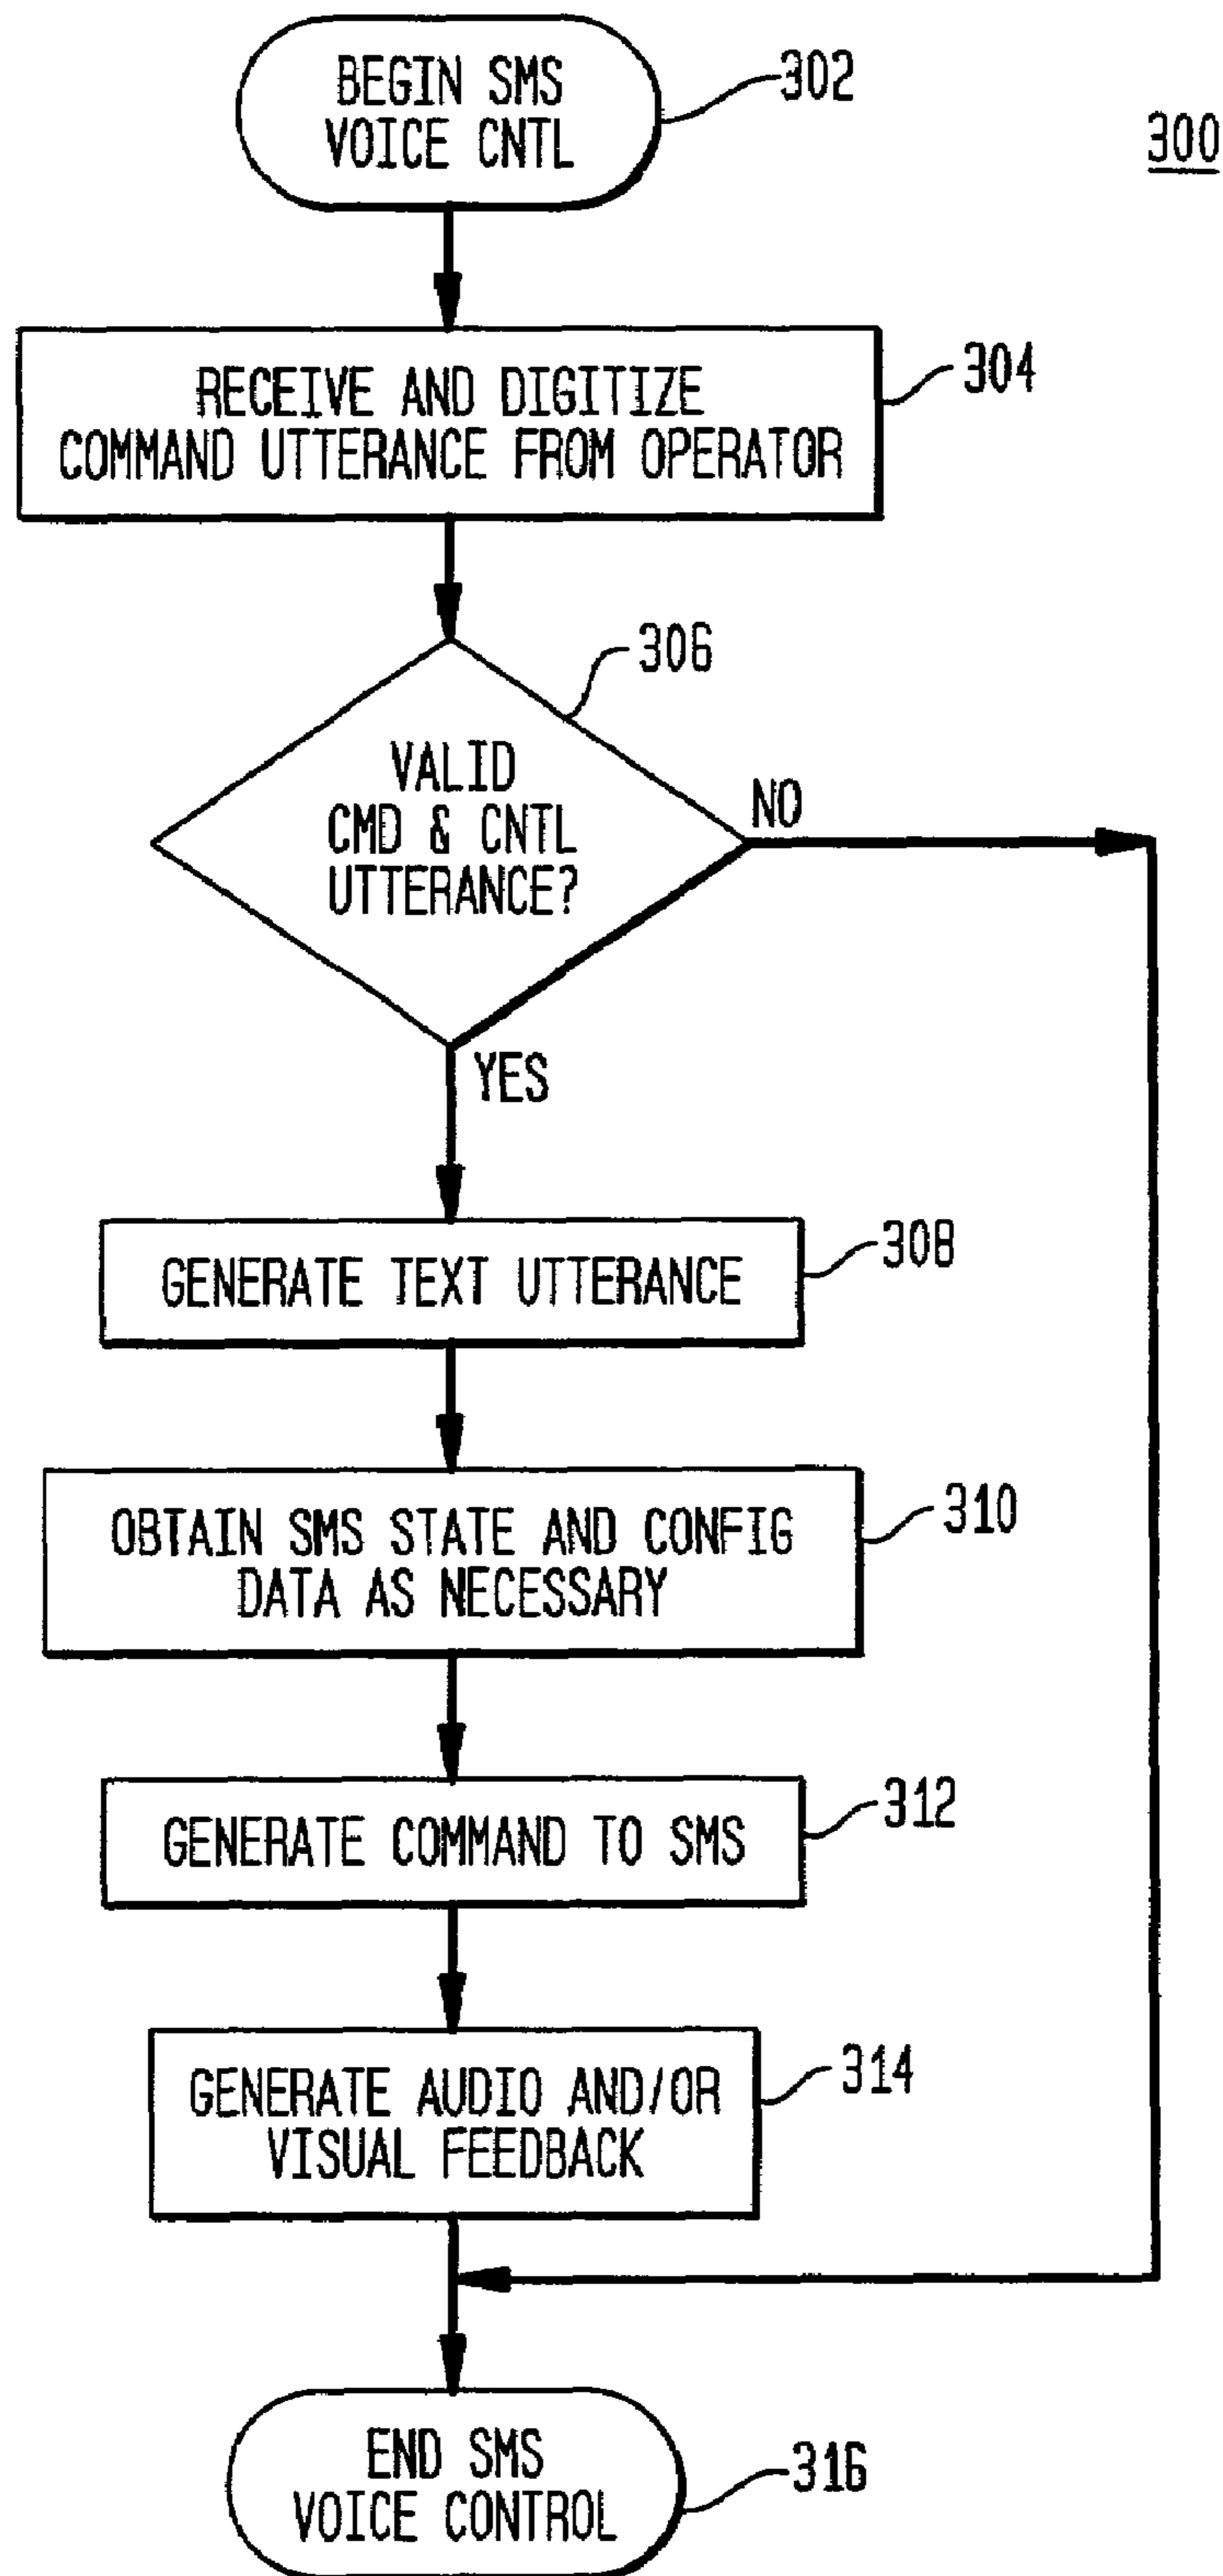 BEGIN SMS
VOICE CNTL
302
300
RECEIVE AND DIGITIZE
COMMAND UTTERANCE FROM OPERATOR
304
306
VALID
CMD & CNTL
UTTERANCE?
NO
YES
GENERATE TEXT UTTERANCE
308
OBTAIN SMS STATE AND CONFIG
DATA AS NECESSARY
310
GENERATE COMMAND TO SMS
312
GENERATE AUDIO AND/OR
VISUAL FEEDBACK
314
END SMS
VOICE CONTROL
316